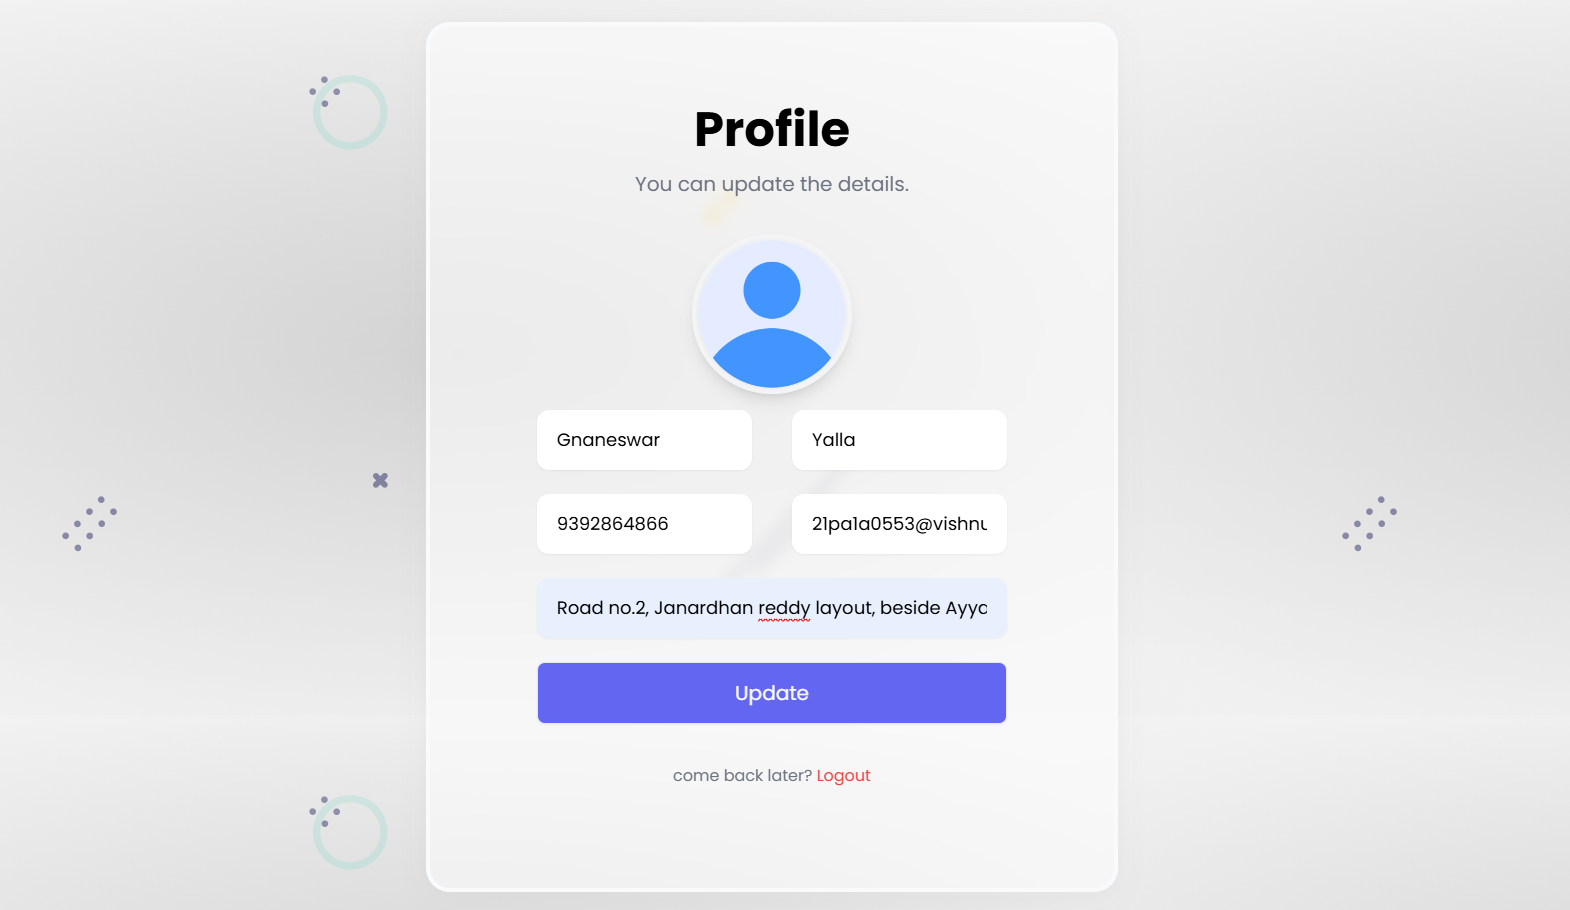 Profile
You can update the details.
Gnaneswar Yalla
9392864866 21pa1a0553@vishnu
Road no.2, Janardhan reddy layout, beside
Update
come back later? Logout